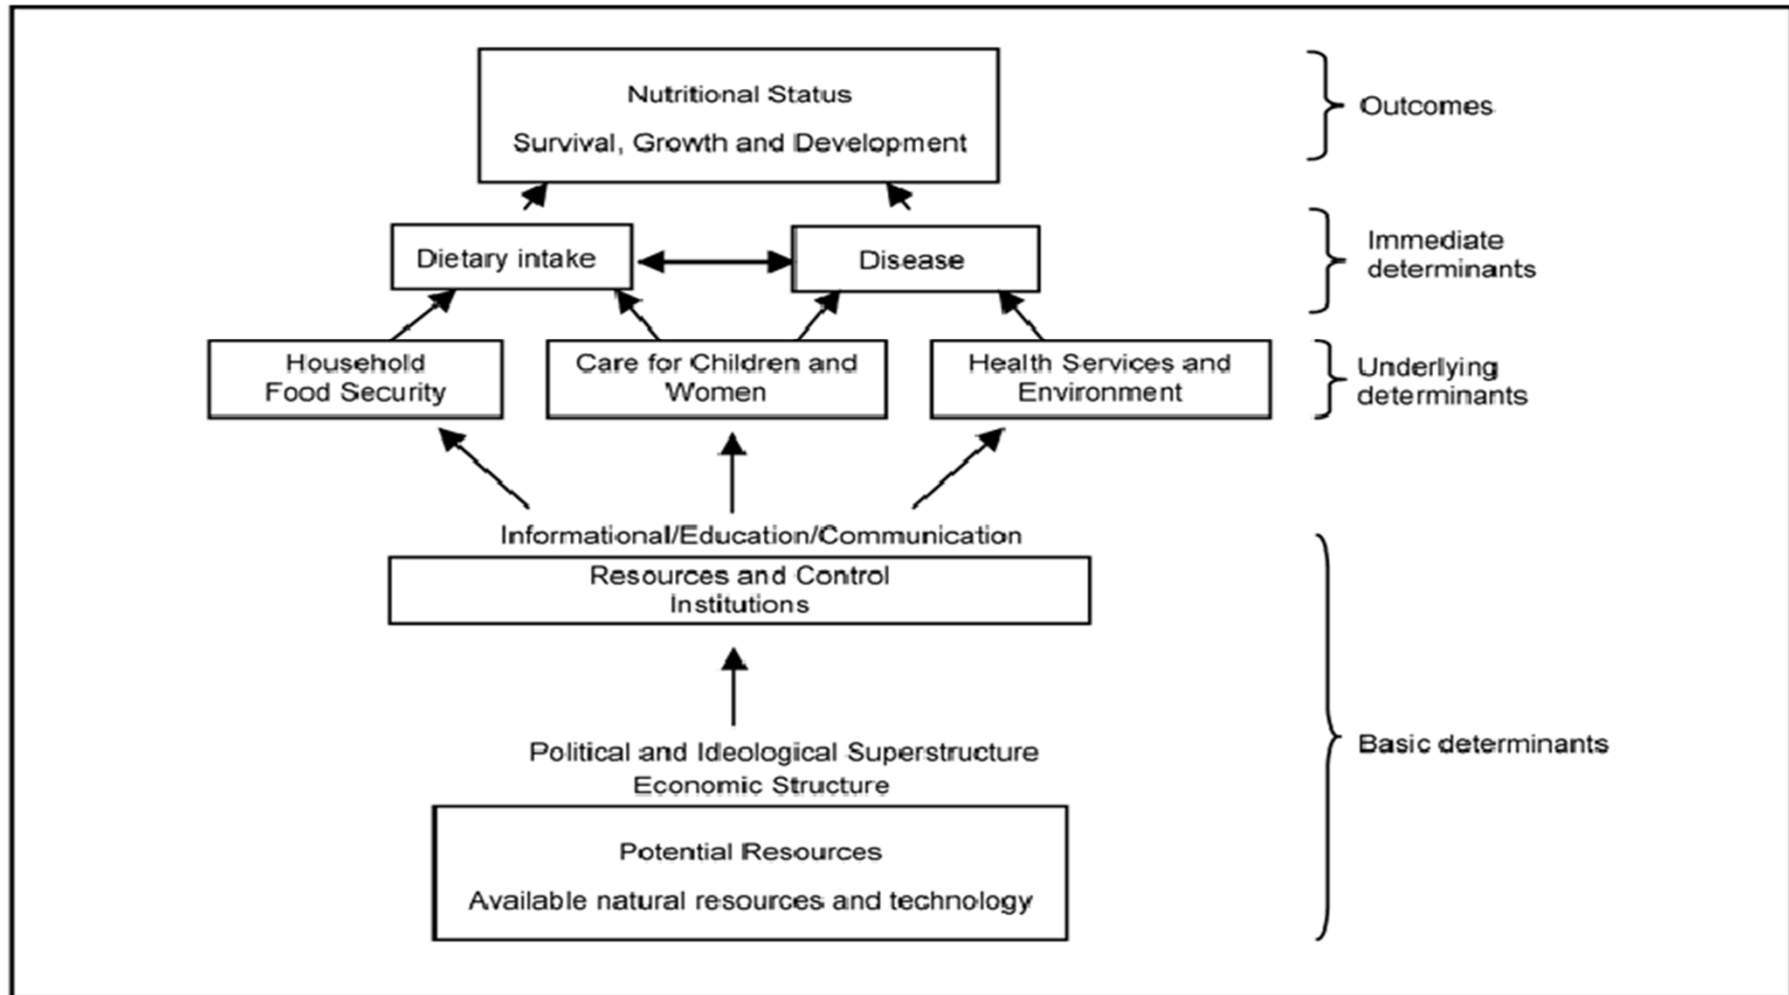 Nutritional Status
Survival, Growth and Development
Outcomes
Dietary intake
Disease
Immediate
determinants
Household
Food Security
Care for Children and
Women
Health Services and
Environment
Underlying
determinants
Informational/Education/Communication
Resources and Control
Institutions
Political and Ideological Superstructure
Economic Structure
Basic determinants
Potential Resources
Available natural resources and technology